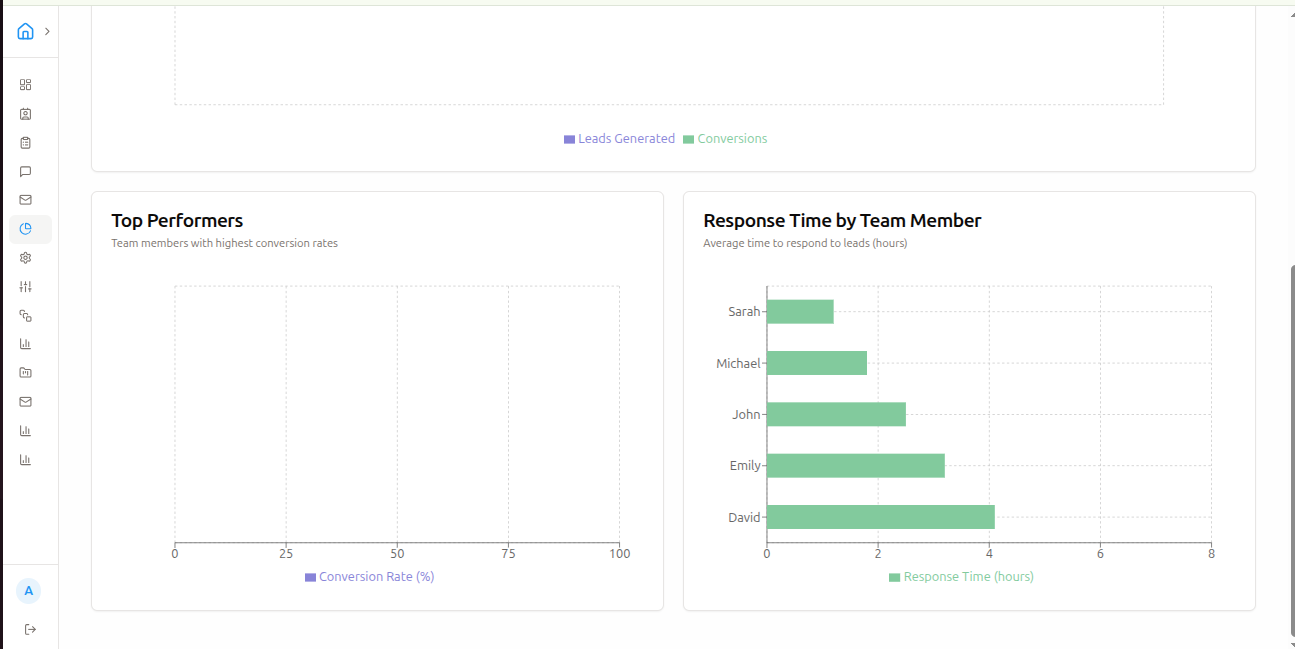 Leads Generated Conversions
Top Performers
Team members with highest conversion rates
0 25 50 75 100
Conversion Rate (%)
Response Time by Team Member
Average time to respond to leads (hours)
Sarah
Michael
John
Emily
David
0 2 4 6 8
Response Time (hours)
A